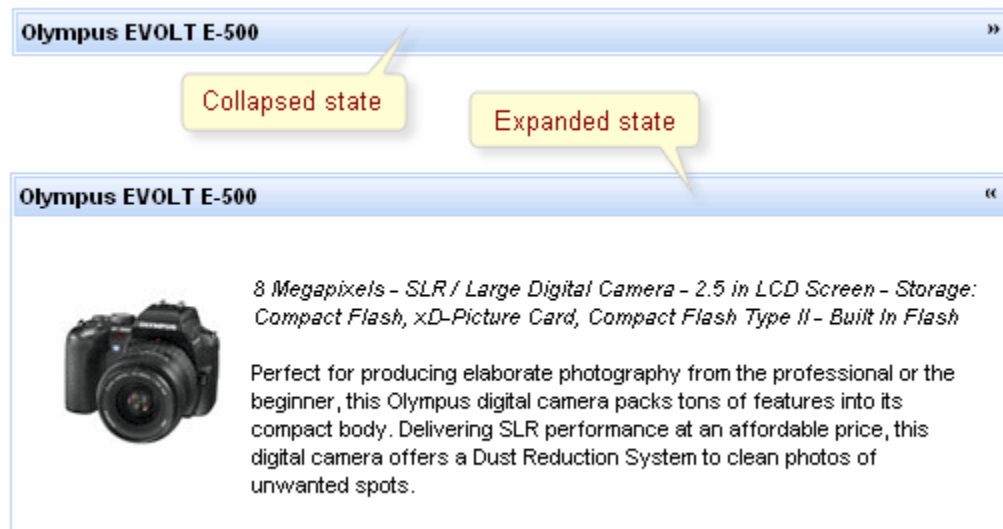 Olympus EVOLT E-500 »
Collapsed state
Expanded state
Olympus EVOLT E-500 «
8 Megapixels - SLR / Large Digital Camera - 2.5 in LCD Screen - Storage:
Compact Flash, xD-Picture Card, Compact Flash Type II - Built In Flash
Perfect for producing elaborate photography from the professional or the
beginner, this Olympus digital camera packs tons of features into its
compact body. Delivering SLR performance at an affordable price, this
digital camera offers a Dust Reduction System to clean photos of
unwanted spots.
OLYMPUS